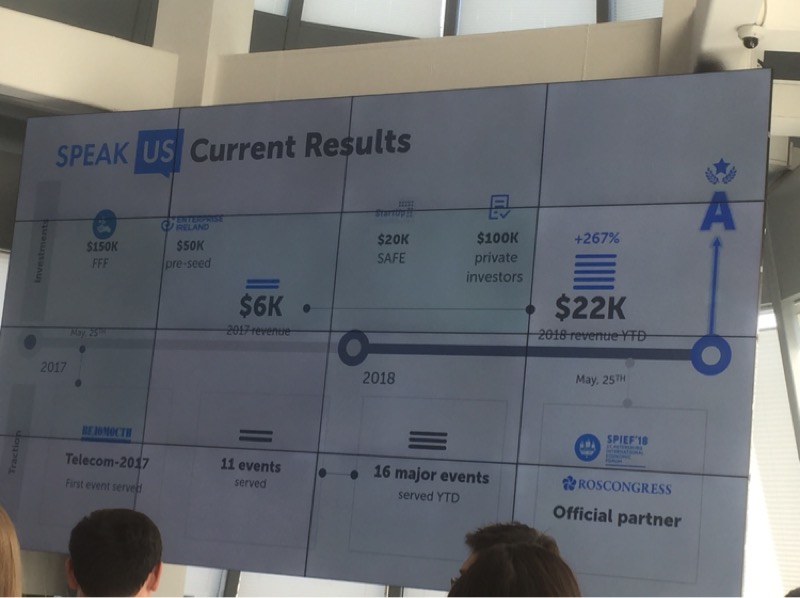 SPEAK US Current Results
Investments
$150K
FFF
ENTERPRISE
IRELAND
$50K
pre-seed
$6K
2017 revenue
$20K
SAFE
$100K
private
investors
+267%
$22K
2018 revenue YTD
A
May, 25TH
2017
2018
May, 25TH
Traction
Telecom-2017
First event served
11 events
served
16 major events
served YTD
SPIEF'18
ROSCONGRESS
Official partner